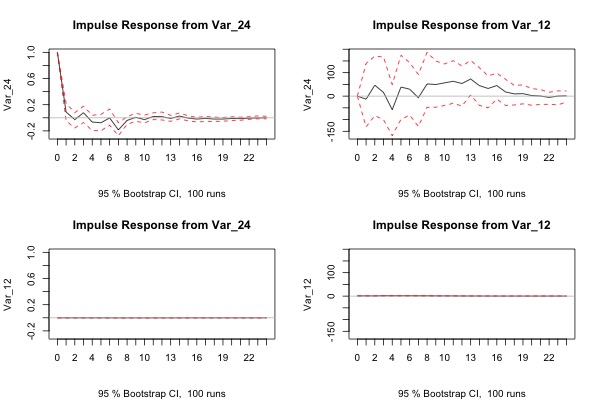 Impulse Response from Var_24
Var_24
1.0
0.6
0.2
-0.2
0 2 4 6 8 10 13 16 19 22
95 % Bootstrap CI, 100 runs
Impulse Response from Var_12
Var_24
100
0
-150
0 2 4 6 8 10 13 16 19 22
95 % Bootstrap CI, 100 runs
Impulse Response from Var_24
Var_12
1.0
0.6
0.2
-0.2
0 2 4 6 8 10 13 16 19 22
95 % Bootstrap CI, 100 runs
Impulse Response from Var_12
Var_12
100
0
-150
0 2 4 6 8 10 13 16 19 22
95 % Bootstrap CI, 100 runs